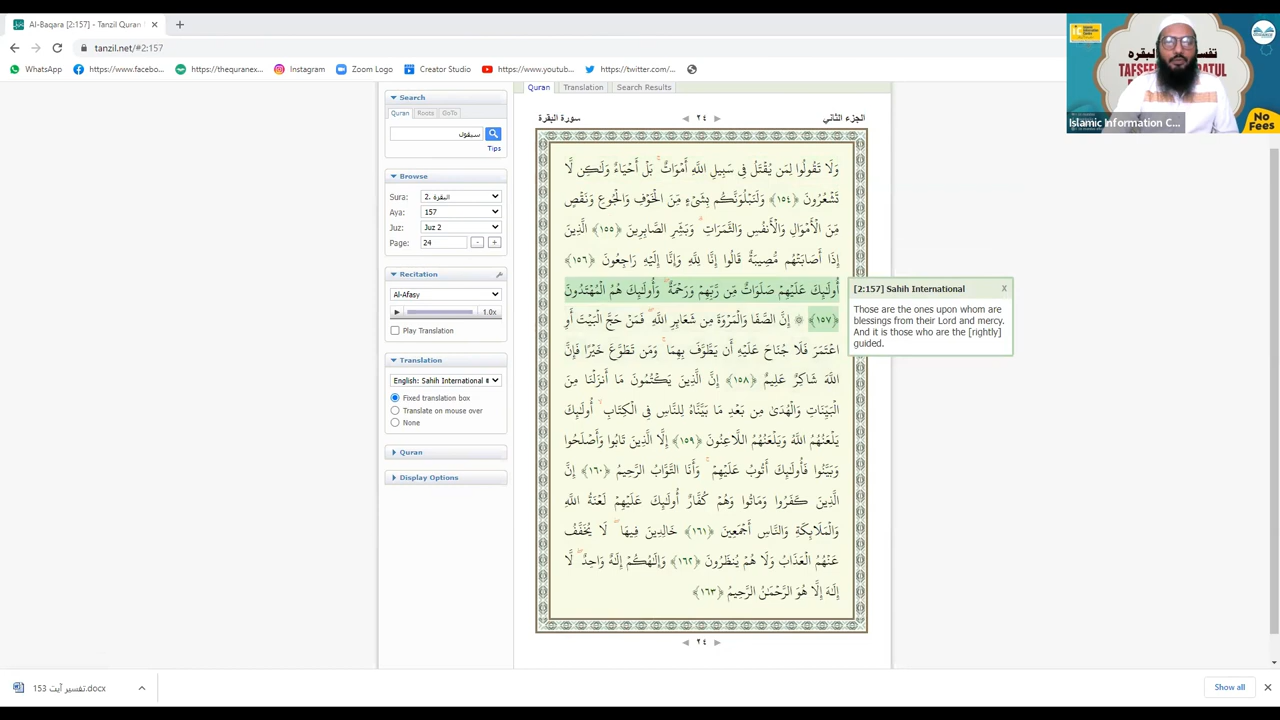 Al-Baqara [2:157] - Tanzil Quran
tanzil.net/#2:157
WhatsApp
https://www.facebo...
https://thequranex...
Instagram
Zoom Logo
Creator Studio
https://www.youtub...
https://twitter.com/...
تفسير
البقره
TAFSEER
Islamic Information C...
No Fees
Search
Quran Roots GoTo
سيقول
Tips
Browse
Sura: 2. البقرة
Aya: 157
Juz: Juz 2
Page: 24 - +
Recitation
Al-Afasy
1.0x
Play Translation
Translation
English: Sahih International
Fixed translation box
Translate on mouse over
None
Quran
Display Options
Quran Translation Search Results
الجزء الثاني ٢٤ سورة البقرة
وَلَا تَقُولُوا لِمَن يُقْتَلُ فِي سَبِيلِ اللَّهِ أَمْوَاتٌ ۚ بَلْ أَحْيَاءٌ وَلَٰكِن لَّا
تَشْعُرُونَ ﴿١٥٤﴾ وَلَنَبْلُوَنَّكُم بِشَيْءٍ مِّنَ الْخَوْفِ وَالْجُوعِ وَنَقْصٍ
مِّنَ الْأَمْوَالِ وَالْأَنفُسِ وَالثَّمَرَاتِ ۗ وَبَشِّرِ الصَّابِرِينَ ﴿١٥٥﴾ الَّذِينَ
إِذَا أَصَابَتْهُم مُّصِيبَةٌ قَالُوا إِنَّا لِلَّهِ وَإِنَّا إِلَيْهِ رَاجِعُونَ ﴿١٥٦﴾
أُولَٰئِكَ عَلَيْهِمْ صَلَوَاتٌ مِّن رَّبِّهِمْ وَرَحْمَةٌ ۖ وَأُولَٰئِكَ هُمُ الْمُهْتَدُونَ
﴿١٥٧﴾ ۞ إِنَّ الصَّفَا وَالْمَرْوَةَ مِن شَعَائِرِ اللَّهِ ۖ فَمَنْ حَجَّ الْبَيْتَ أَوِ
اعْتَمَرَ فَلَا جُنَاحَ عَلَيْهِ أَن يَطَّوَّفَ بِهِمَا ۚ وَمَن تَطَوَّعَ خَيْرًا فَإِنَّ
اللَّهَ شَاكِرٌ عَلِيمٌ ﴿١٥٨﴾ إِنَّ الَّذِينَ يَكْتُمُونَ مَا أَنزَلْنَا مِنَ
الْبَيِّنَاتِ وَالْهُدَىٰ مِن بَعْدِ مَا بَيَّنَّاهُ لِلنَّاسِ فِي الْكِتَابِ ۙ أُولَٰئِكَ
يَلْعَنُهُمُ اللَّهُ وَيَلْعَنُهُمُ اللَّاعِنُونَ ﴿١٥٩﴾ إِلَّا الَّذِينَ تَابُوا وَأَصْلَحُوا
وَبَيَّنُوا فَأُولَٰئِكَ أَتُوبُ عَلَيْهِمْ ۚ وَأَنَا التَّوَّابُ الرَّحِيمُ ﴿١٦٠﴾ إِنَّ
الَّذِينَ كَفَرُوا وَمَاتُوا وَهُمْ كُفَّارٌ أُولَٰئِكَ عَلَيْهِمْ لَعْنَةُ اللَّهِ
وَالْمَلَائِكَةِ وَالنَّاسِ أَجْمَعِينَ ﴿١٦١﴾ خَالِدِينَ فِيهَا ۖ لَا يُخَفَّفُ
عَنْهُمُ الْعَذَابُ وَلَا هُمْ يُنظَرُونَ ﴿١٦٢﴾ وَإِلَٰهُكُمْ إِلَٰهٌ وَاحِدٌ ۖ لَّا
إِلَٰهَ إِلَّا هُوَ الرَّحْمَٰنُ الرَّحِيمُ ﴿١٦٣﴾
٢٤
[2:157] Sahih International X
Those are the ones upon whom are
blessings from their Lord and mercy.
And it is those who are the [rightly]
guided.
تفسیر آیت 153.docx
Show all